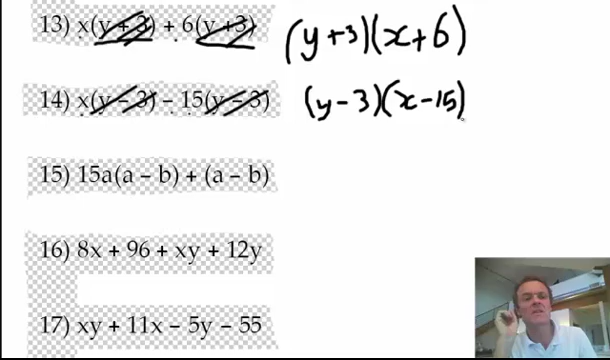 13) x(y + 3) + 6(y +3) (y+3)(x+6)
14) x(y – 3) – 15(y – 3) (y-3)(x-15)
15) 15a(a – b) + (a – b)
16) 8x + 96 + xy + 12y
17) xy + 11x – 5y – 55